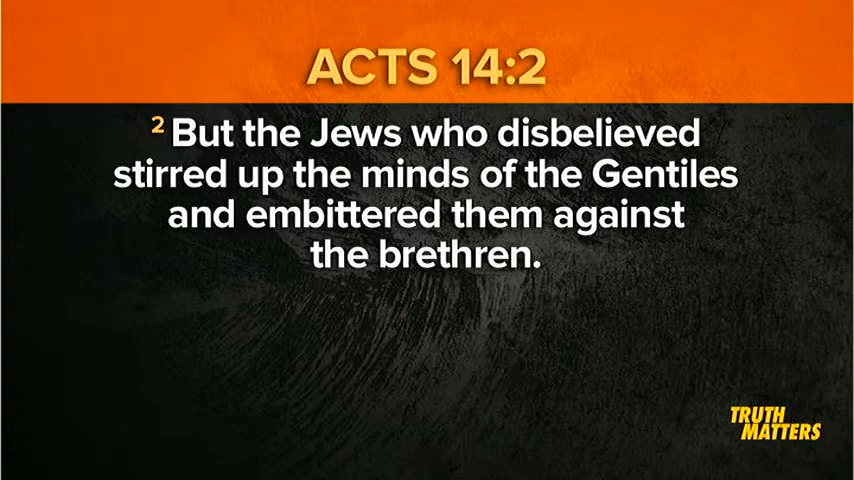 ACTS 14:2
2 But the Jews who disbelieved
stirred up the minds of the Gentiles
and embittered them against
the brethren.
TRUTH
MATTERS